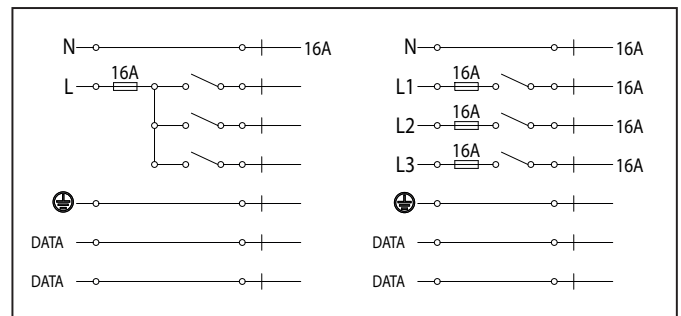 N 16A
L 16A
DATA
DATA
N 16A
L1 16A 16A
L2 16A 16A
L3 16A 16A
DATA
DATA